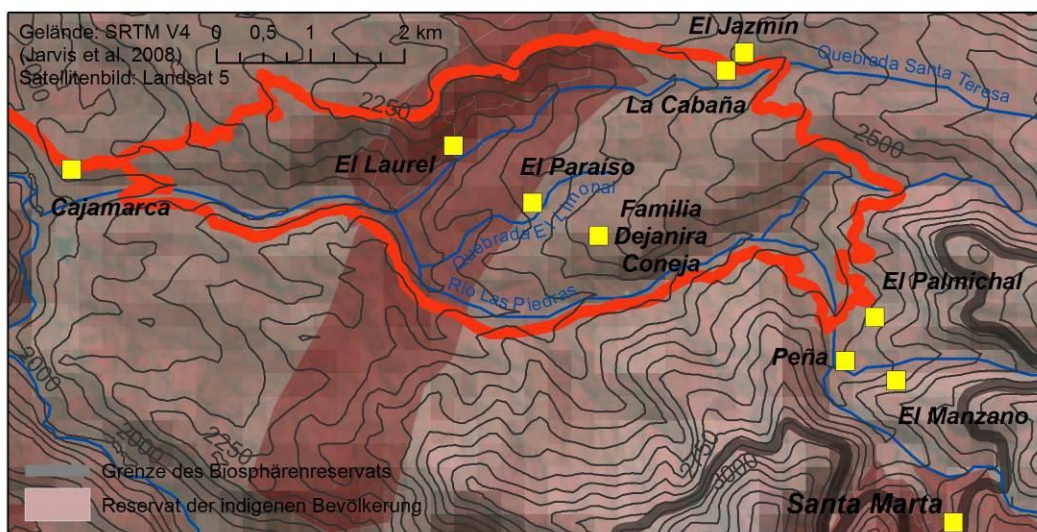 Gelände: SRTM V4
(Jarvis et al. 2008)
Satellitenbild: Landsat 5
0 0,5 1 2 km
El Jazmín
Quebrada Santa Teresa
La Cabaña
2250
2500
El Laurel
El Paraíso
Cajamarca
Quebrada El Limonal
Familia
Dejanira
Coneja
Río Las Piedras
El Palmichal
Peña
El Manzano
2000
2000
2250
2750
3000
Grenze des Biosphärenreservats
Reservat der indigenen Bevölkerung
Santa Marta